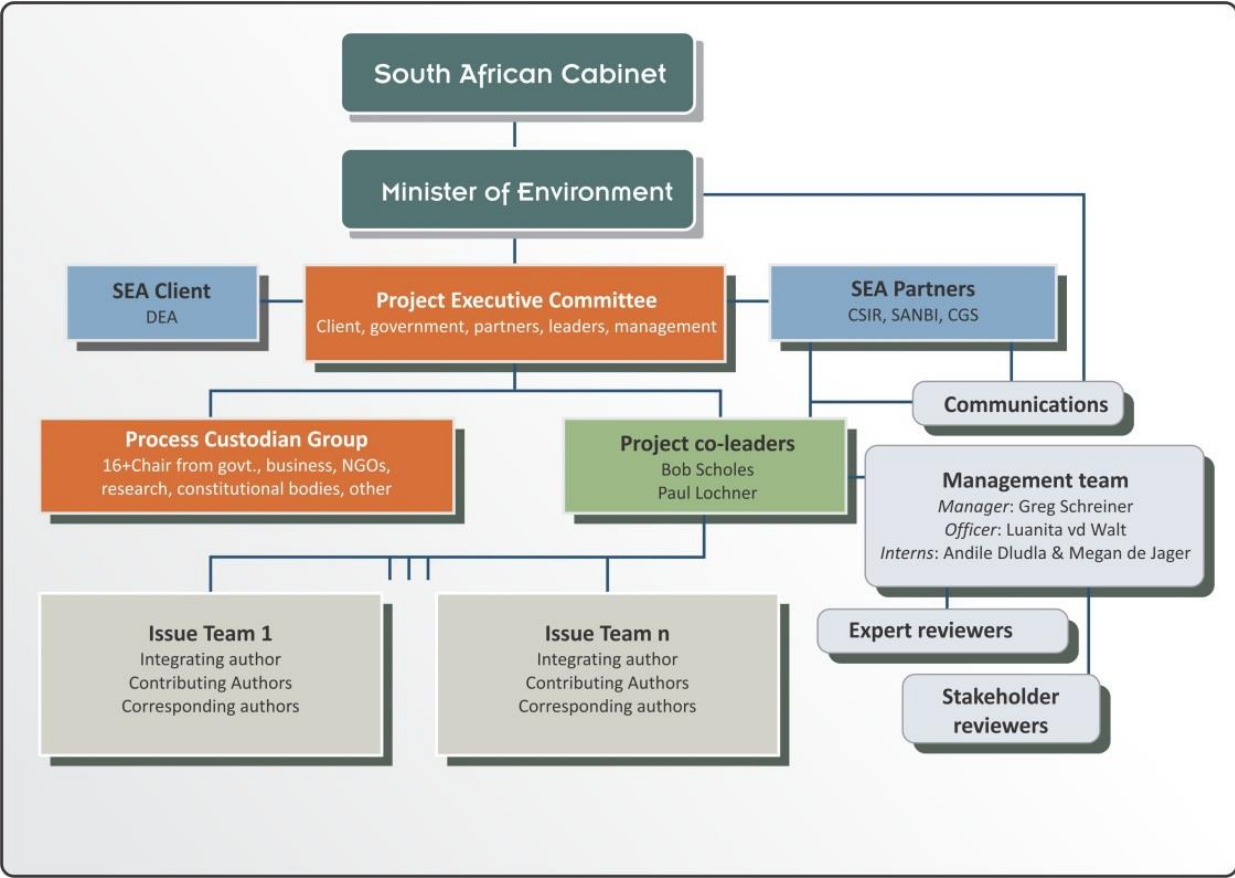 South African Cabinet
Minister of Environment
SEA Client
DEA
Project Executive Committee
Client, government, partners, leaders, management
SEA Partners
CSIR, SANBI, CGS
Communications
Process Custodian Group
16+Chair from govt., business, NGOs,
research, constitutional bodies, other
Project co-leaders
Bob Scholes
Paul Lochner
Management team
Manager: Greg Schreiner
Officer: Luanita vd Walt
Interns: Andile Dludla & Megan de Jager
Issue Team 1
Integrating author
Contributing Authors
Corresponding authors
Issue Team n
Integrating author
Contributing Authors
Corresponding authors
Expert reviewers
Stakeholder
reviewers